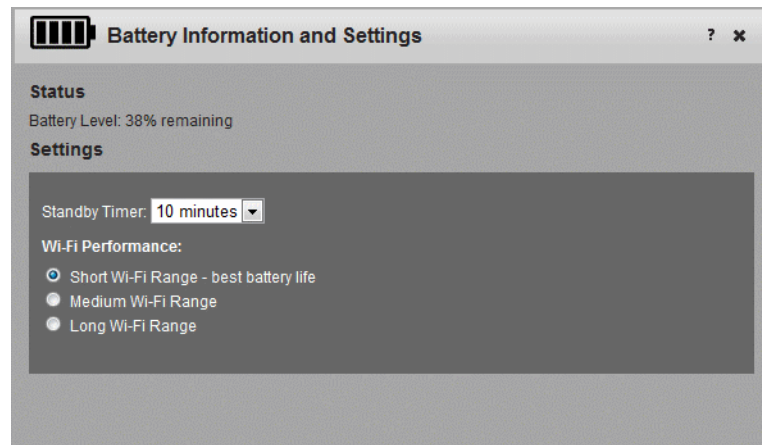 Battery Information and Settings ?
Status
Battery Level: 38% remaining
Settings
Standby Timer: 10 minutes
Wi-Fi Performance:
Short Wi-Fi Range - best battery life
Medium Wi-Fi Range
Long Wi-Fi Range